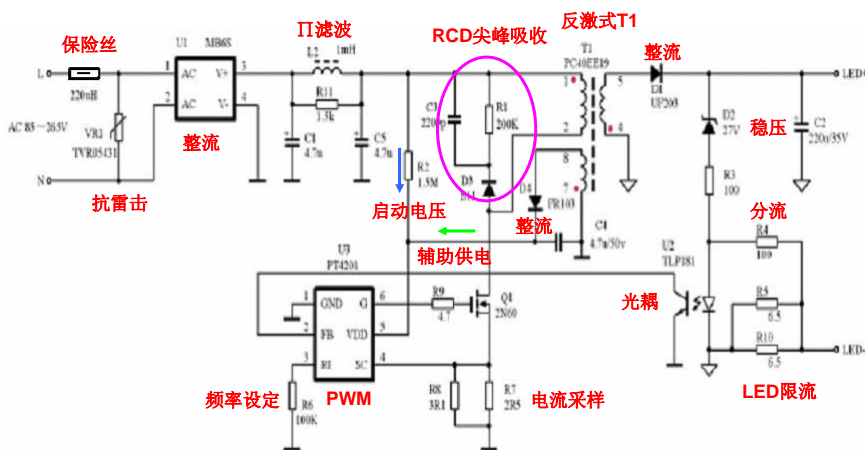 保险丝
U1
MB6S
∏滤波
L2
1mH
RCD尖峰吸收
反激式T1
T1
PC40EE19
整流
L
220nH
1 AC V+ 3
2 AC V- 4
R11
1.5k
1
2
5
4
8
7
D1
UF203
LED+
AC 85～265V
VR1
TVR05431
整流
C1
4.7u
C5
4.7u
R1
200K
D2
27V
稳压
C2
220u/35V
N
抗雷击
R2
1.5M
D3
D4
FR103
R3
100
启动电压
整流
C4
4.7u/50v
分流
辅助供电
U3
PT4201
U2
TLP181
R4
100
1 GND G 6
2 FB VDD 5
3 RI SC 4
R9
4.7
Q1
2N60
光耦
R5
6.5
R10
6.5
LED-
频率设定
R6
100K
PWM
R8
3R1
R7
2R5
电流采样
LED限流